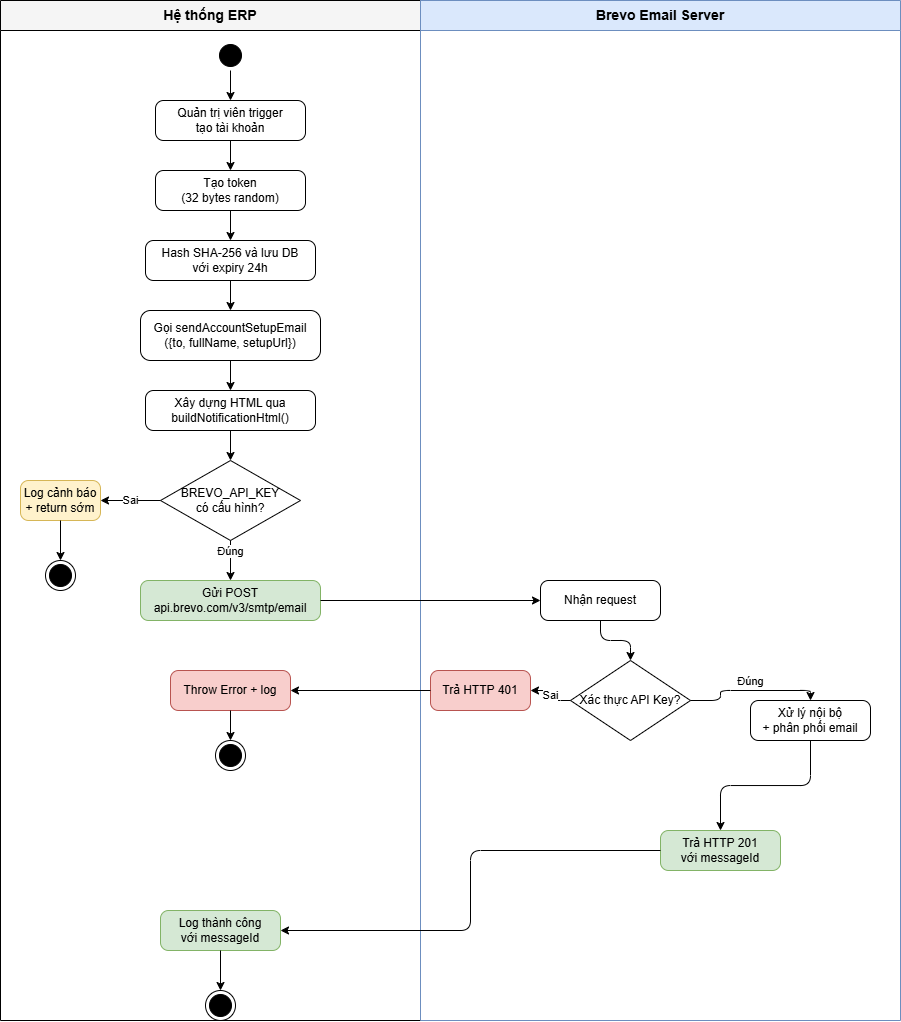 Hệ thống ERP
Brevo Email Server
Quản trị viên trigger
tạo tài khoản
Tạo token
(32 bytes random)
Hash SHA-256 và lưu DB
với expiry 24h
Gọi sendAccountSetupEmail
({to, fullName, setupUrl})
Xây dựng HTML qua
buildNotificationHtml()
BREVO_API_KEY
có cấu hình?
Sai
Log cảnh báo
+ return sớm
Đúng
Gửi POST
api.brevo.com/v3/smtp/email
Nhận request
Xác thực API Key?
Sai
Trả HTTP 401
Throw Error + log
Đúng
Xử lý nội bộ
+ phân phối email
Trả HTTP 201
với messageId
Log thành công
với messageId